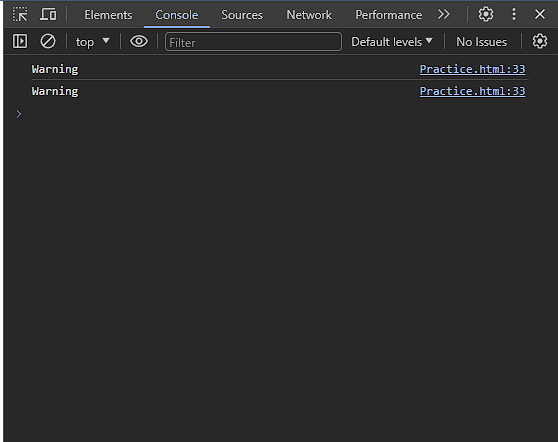 Elements Console Sources Network Performance
top Filter Default levels No Issues
Warning Practice.html:33
Warning Practice.html:33